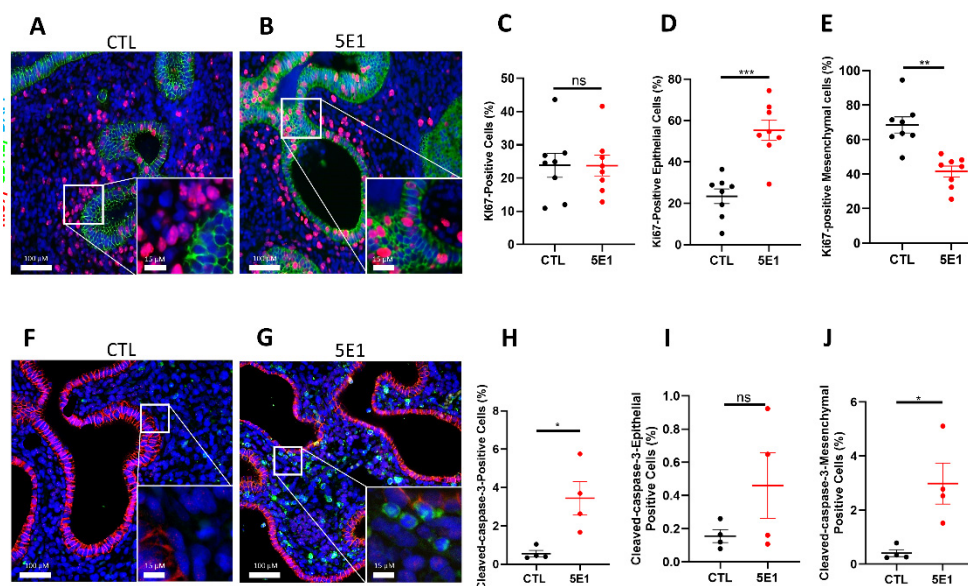 A
CTL
B
5E1
C
Ki67-Positive Cells (%)
50
40
30
20
10
0
ns
CTL
5E1
D
Ki67-Positive Epithelial Cells (%)
80
60
40
20
0
***
CTL
5E1
E
Ki67-positive Mesenchymal cells (%)
100
80
60
40
20
0
**
CTL
5E1
100 µM
15 µM
100 µM
15 µM
F
CTL
G
5E1
H
Cleaved-caspase-3-Positive Cells (%)
8
6
4
2
0
*
CTL
5E1
I
Cleaved-caspase-3-Epithelial
Positive Cells (%)
1.0
0.8
0.6
0.4
0.2
0.0
ns
CTL
5E1
J
Cleaved-caspase-3-Mesenchymal
Positive Cells (%)
6
4
2
0
*
CTL
5E1
100 µM
15 µM
100 µM
15 µM